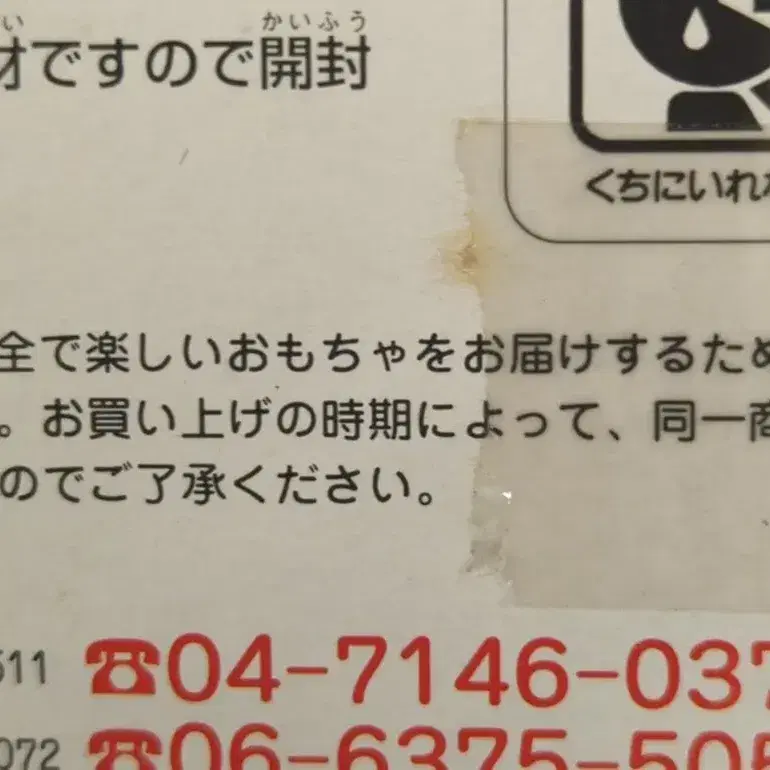 い かいふう
ですので開封
くちにいれ
全で楽しいおもちゃをお届けするため
。お買い上げの時期によって、同一商
のでご了承ください。
511 ☎04-7146-037
072 ☎06-6375-505